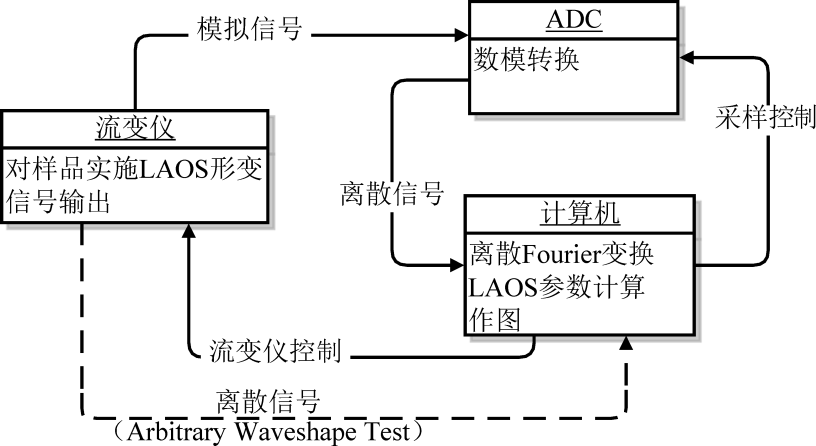 模拟信号
ADC
数模转换
采样控制
流变仪
对样品实施LAOS形变
信号输出
离散信号
计算机
离散Fourier变换
LAOS参数计算
作图
流变仪控制
离散信号
（Arbitrary Waveshape Test）